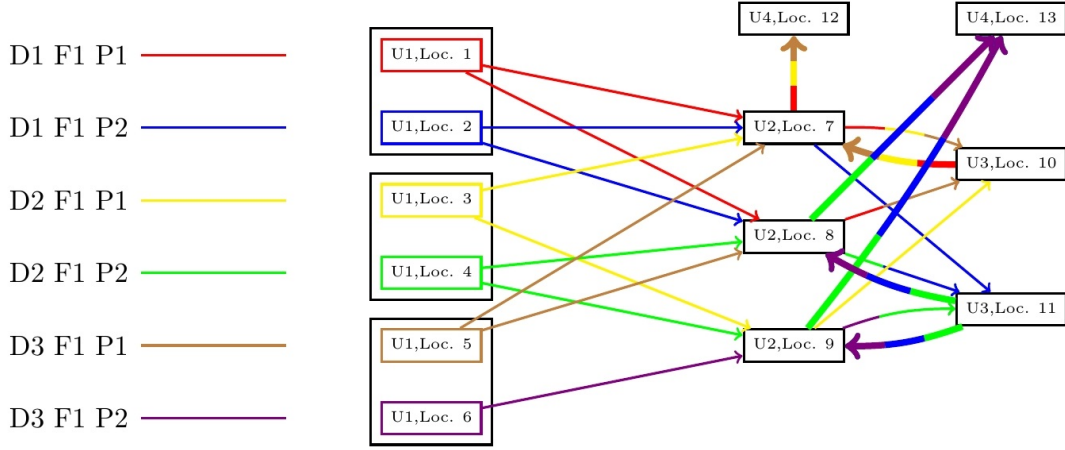 D1 F1 P1
D1 F1 P2
D2 F1 P1
D2 F1 P2
D3 F1 P1
D3 F1 P2
U1,Loc. 1
U1,Loc. 2
U1,Loc. 3
U1,Loc. 4
U1,Loc. 5
U1,Loc. 6
U4,Loc. 12
U2,Loc. 7
U2,Loc. 8
U2,Loc. 9
U4,Loc. 13
U3,Loc. 10
U3,Loc. 11